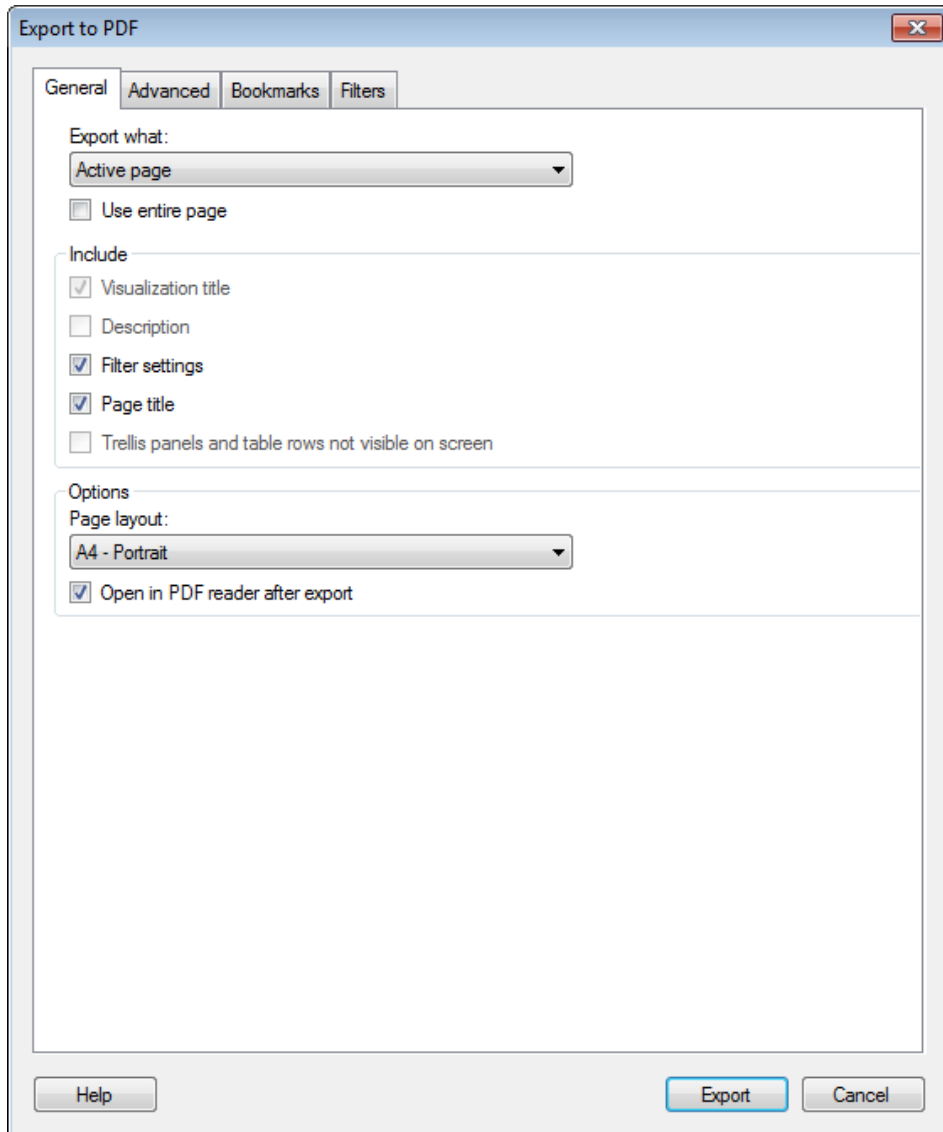 Export to PDF
General Advanced Bookmarks Filters
Export what:
Active page
Use entire page
Include
Visualization title
Description
Filter settings
Page title
Trellis panels and table rows not visible on screen
Options
Page layout:
A4 - Portrait
Open in PDF reader after export
Help Export Cancel